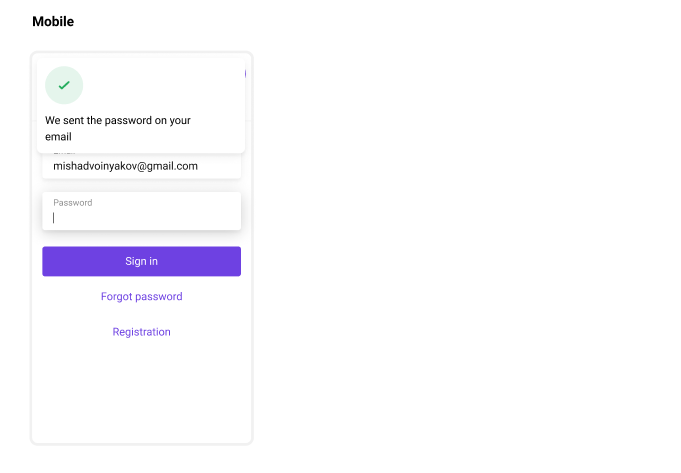 Mobile
We sent the password on your
email
mishadvoinyakov@gmail.com
Password
Sign in
Forgot password
Registration